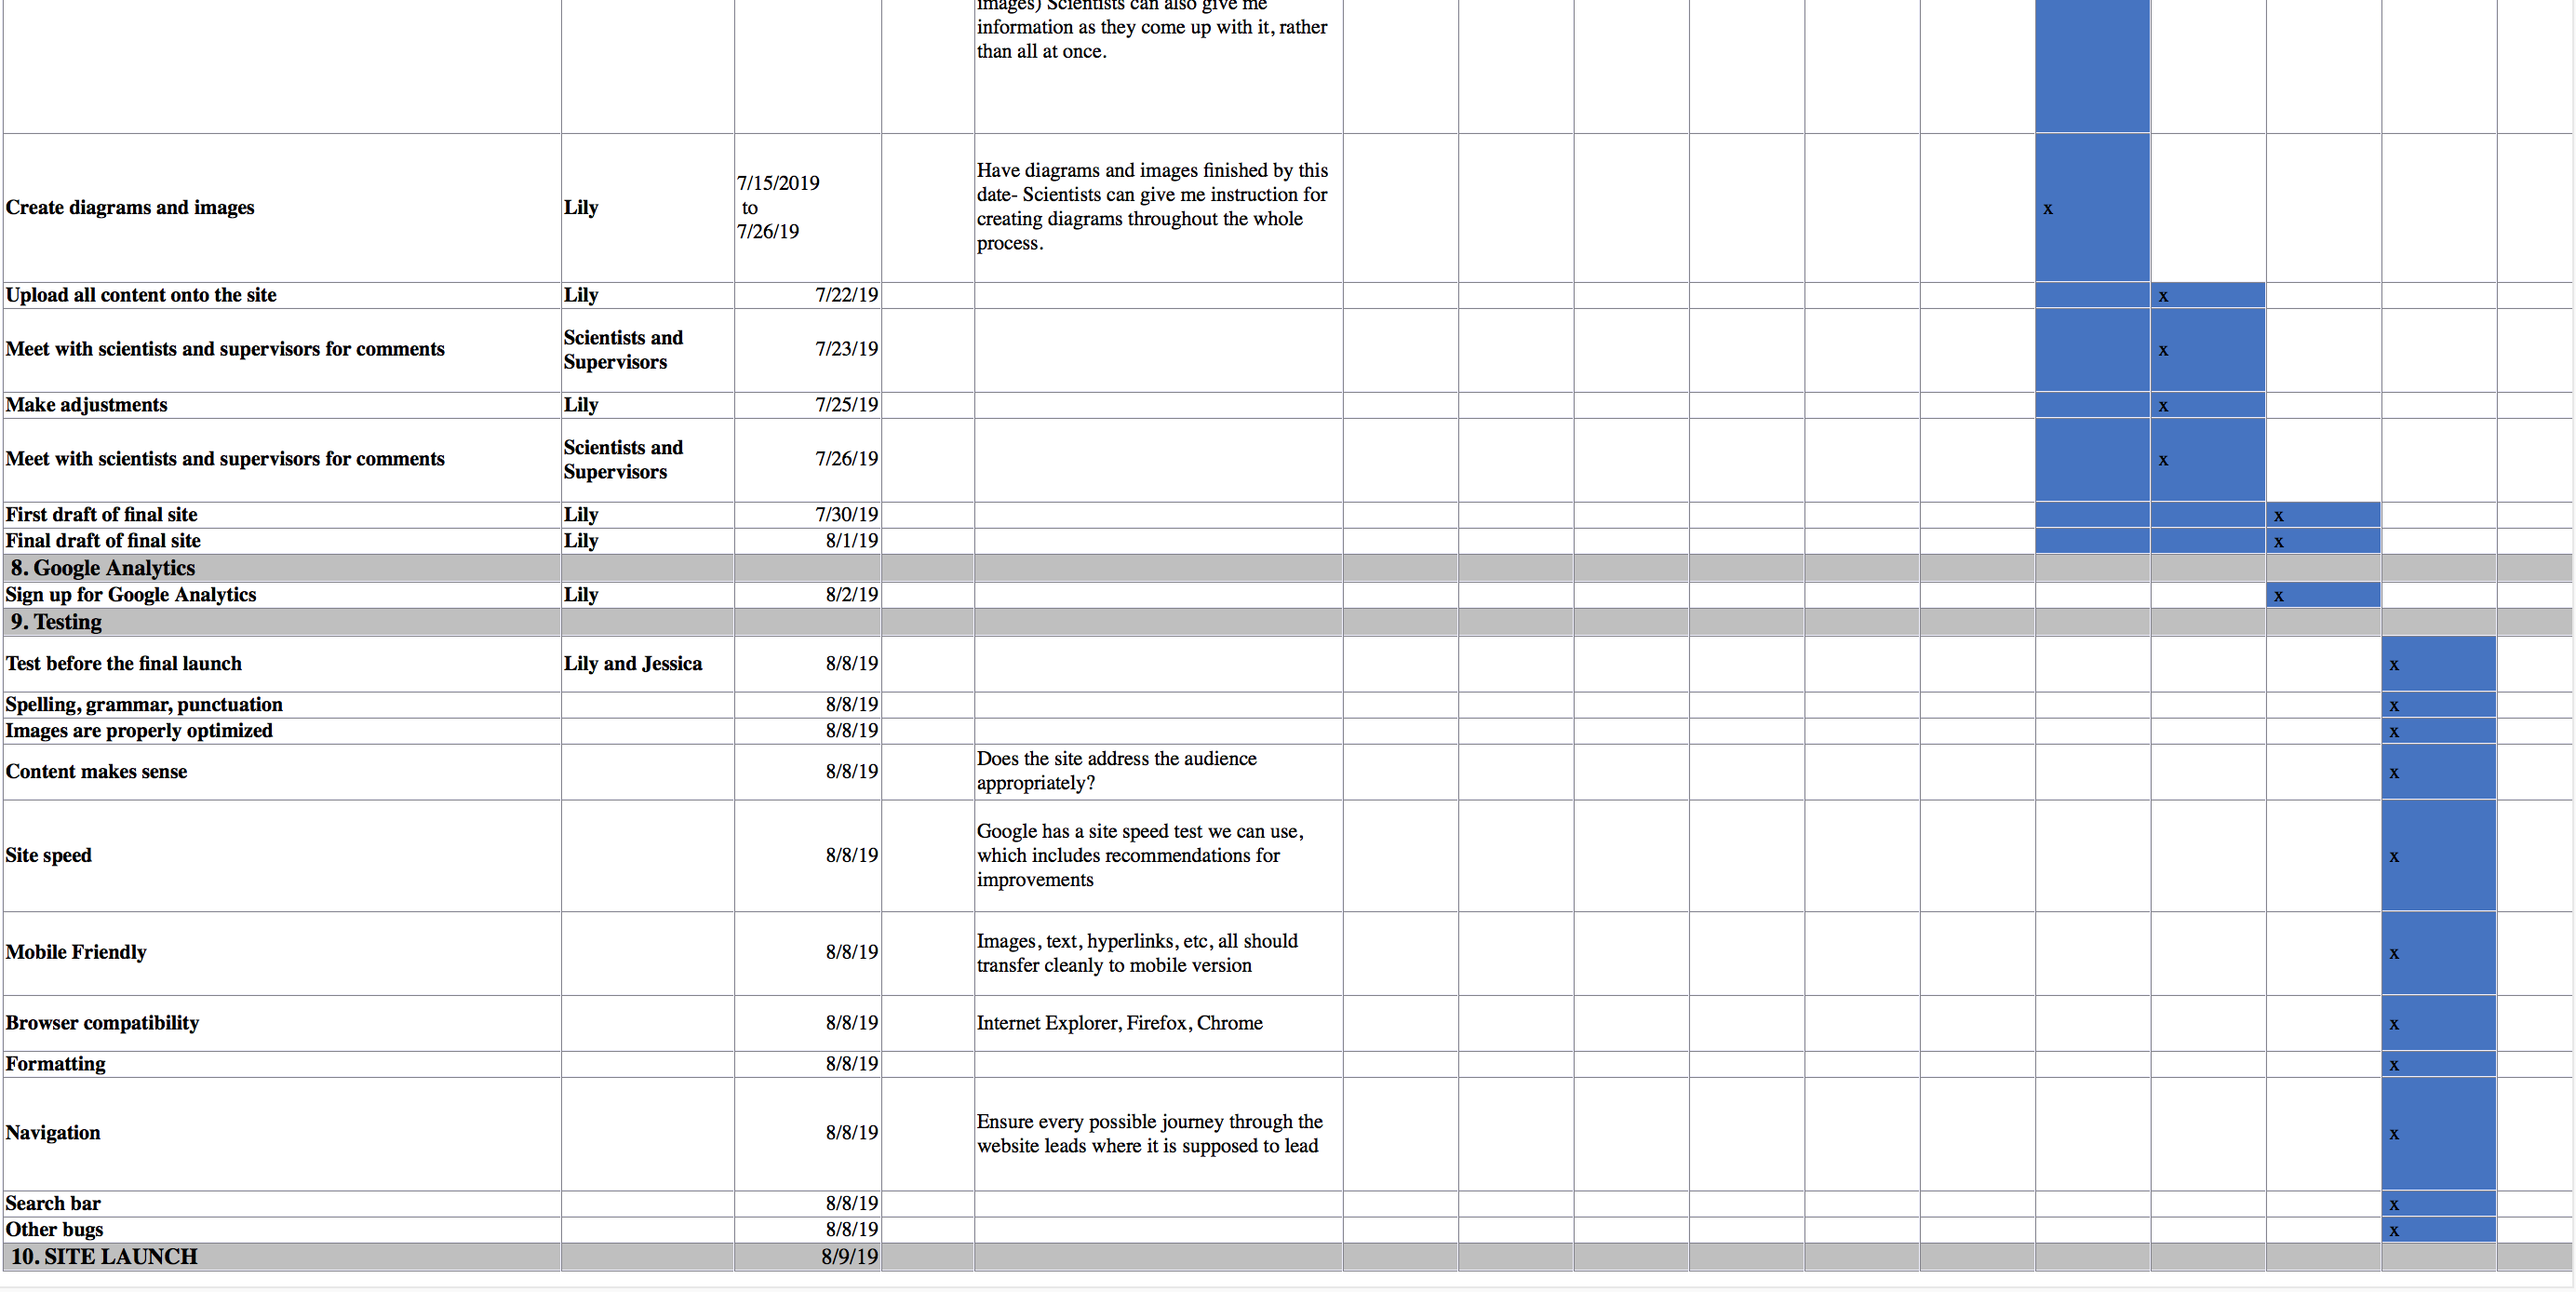 images) Scientists can also give me
information as they come up with it, rather
than all at once.
Create diagrams and images
Lily
7/15/2019
to
7/26/19
Have diagrams and images finished by this
date- Scientists can give me instruction for
creating diagrams throughout the whole
process.
x
Upload all content onto the site Lily 7/22/19 x
Meet with scientists and supervisors for comments
Scientists and
Supervisors
7/23/19 x
Make adjustments Lily 7/25/19 x
Meet with scientists and supervisors for comments
Scientists and
Supervisors
7/26/19 x
First draft of final site Lily 7/30/19 x
Final draft of final site Lily 8/1/19 x
8. Google Analytics
Sign up for Google Analytics Lily 8/2/19 x
9. Testing
Test before the final launch Lily and Jessica 8/8/19 x
Spelling, grammar, punctuation 8/8/19 x
Images are properly optimized 8/8/19 x
Content makes sense 8/8/19
Does the site address the audience
appropriately?
x
Site speed 8/8/19
Google has a site speed test we can use,
which includes recommendations for
improvements
x
Mobile Friendly 8/8/19
Images, text, hyperlinks, etc, all should
transfer cleanly to mobile version
x
Browser compatibility 8/8/19 Internet Explorer, Firefox, Chrome x
Formatting 8/8/19 x
Navigation 8/8/19
Ensure every possible journey through the
website leads where it is supposed to lead
x
Search bar 8/8/19 x
Other bugs 8/8/19 x
10. SITE LAUNCH 8/9/19